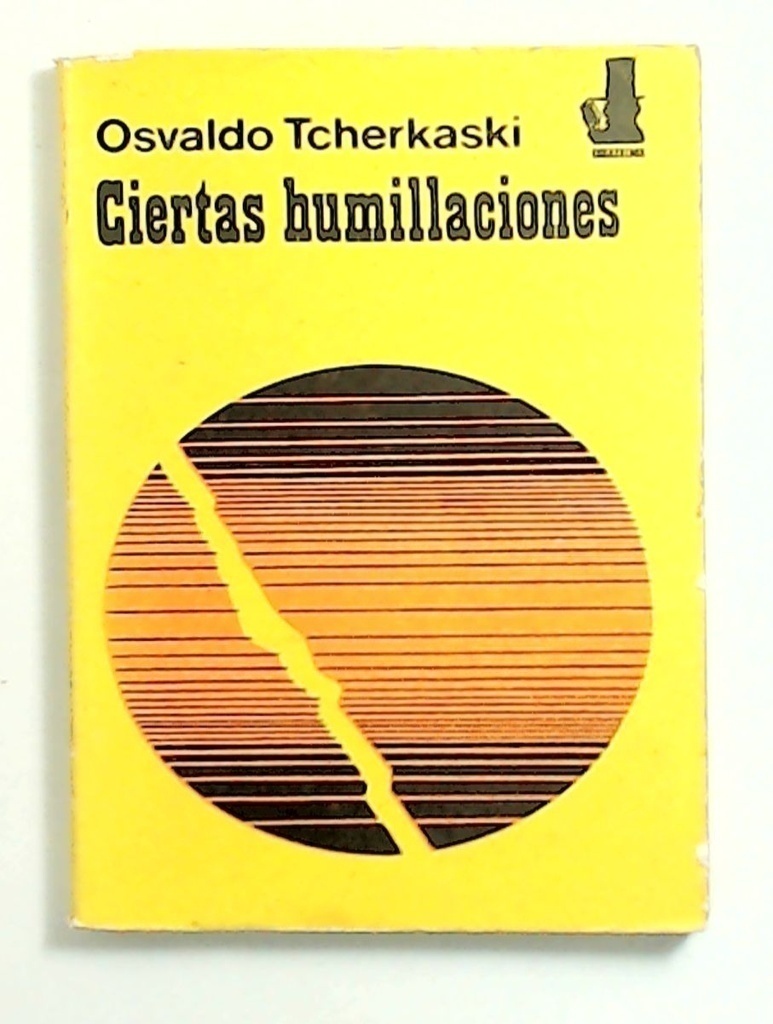 Osvaldo Tcherkaski
Ciertas humillaciones